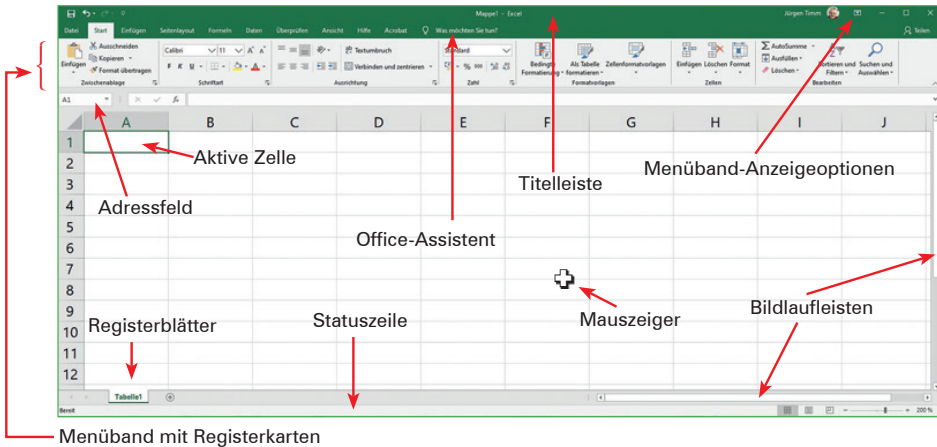 Mappe1 - Excel
Jürgen Timm
Datei Start Einfügen Seitenlayout Formeln Daten Überprüfen Ansicht Hilfe Acrobat Was möchten Sie tun? Teilen
Ausschneiden
Kopieren
Format übertragen
Einfügen
Calibri 11 A A
F K U A
Textumbruch
Verbinden und zentrieren
Standard
% 000
Bedingte Formatierung
Als Tabelle formatieren
Zellenformatvorlagen
Einfügen Löschen Format
AutoSumme
Ausfüllen
Löschen
Sortieren und Filtern
Suchen und Auswählen
Zwischenablage Schriftart Ausrichtung Zahl Formatvorlagen Zellen Bearbeiten
A1 fx
A B C D E F G H I J
1
2
3
4
5
6
7
8
9
10
11
12
Aktive Zelle
Adressfeld
Titelleiste
Menüband-Anzeigeoptionen
Office-Assistent
Mauszeiger
Bildlaufleisten
Registerblätter
Statuszeile
Tabelle1
Bereit
200 %
Menüband mit Registerkarten